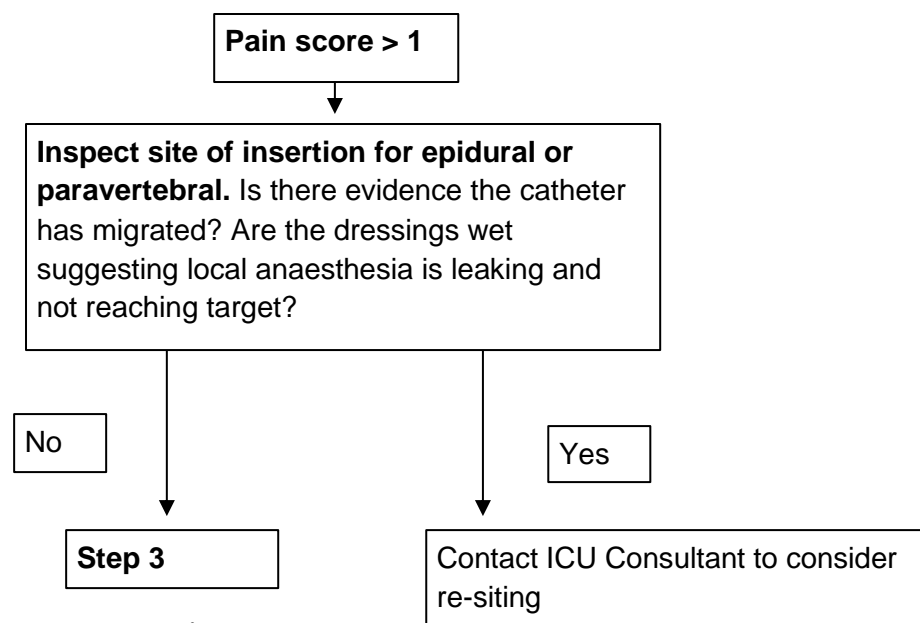 Pain score > 1
Inspect site of insertion for epidural or
paravertebral. Is there evidence the catheter
has migrated? Are the dressings wet
suggesting local anaesthesia is leaking and
not reaching target?
No
Yes
Step 3
Contact ICU Consultant to consider
re-siting